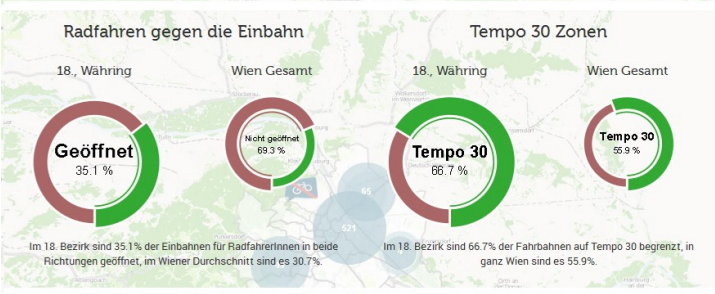 Radfahren gegen die Einbahn
Tempo 30 Zonen
18., Währing
Wien Gesamt
18., Währing
Wien Gesamt
Geöffnet
35.1 %
Nicht geöffnet
69.3 %
Tempo 30
66.7 %
Tempo 30
55.9 %
65
521
Im 18. Bezirk sind 35.1% der Einbahnen für RadfahrerInnen in beide
Richtungen geöffnet, im Wiener Durchschnitt sind es 30.7%.
Im 18. Bezirk sind 66.7% der Fahrbahnen auf Tempo 30 begrenzt, in
ganz Wien sind es 55.9%.